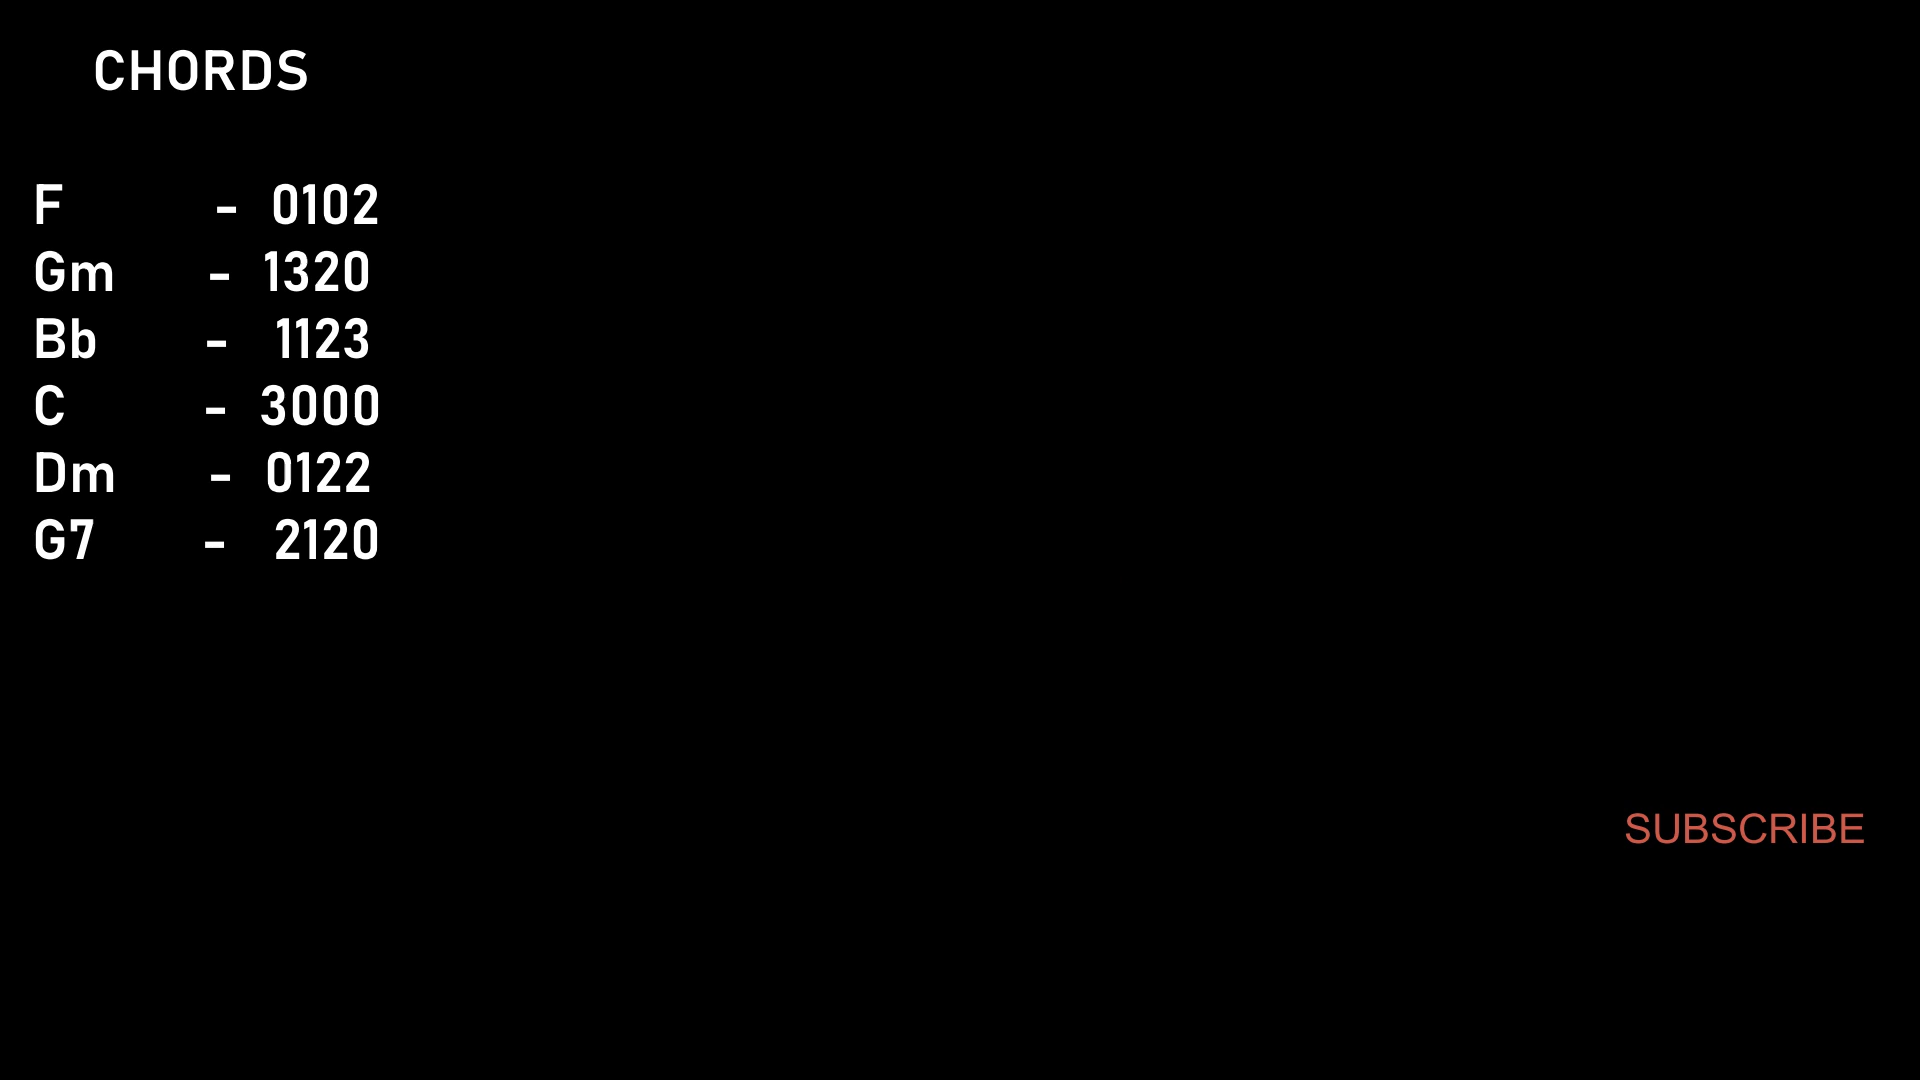 CHORDS
F - 0102
Gm - 1320
Bb - 1123
C - 3000
Dm - 0122
G7 - 2120
SUBSCRIBE